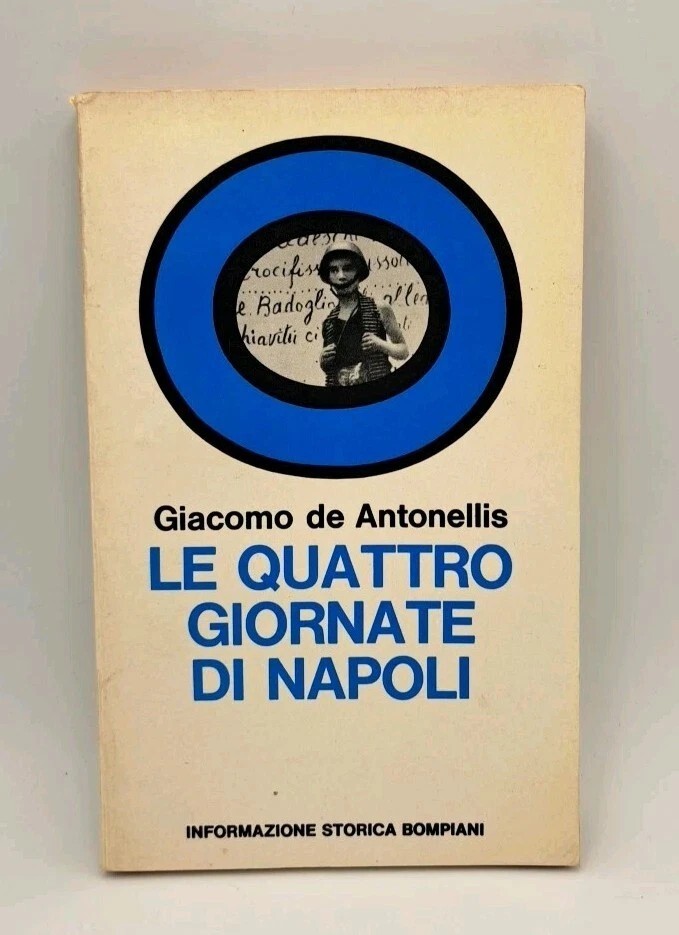 e. Badoglio
Giacomo de Antonellis
LE QUATTRO
GIORNATE
DI NAPOLI
INFORMAZIONE STORICA BOMPIANI